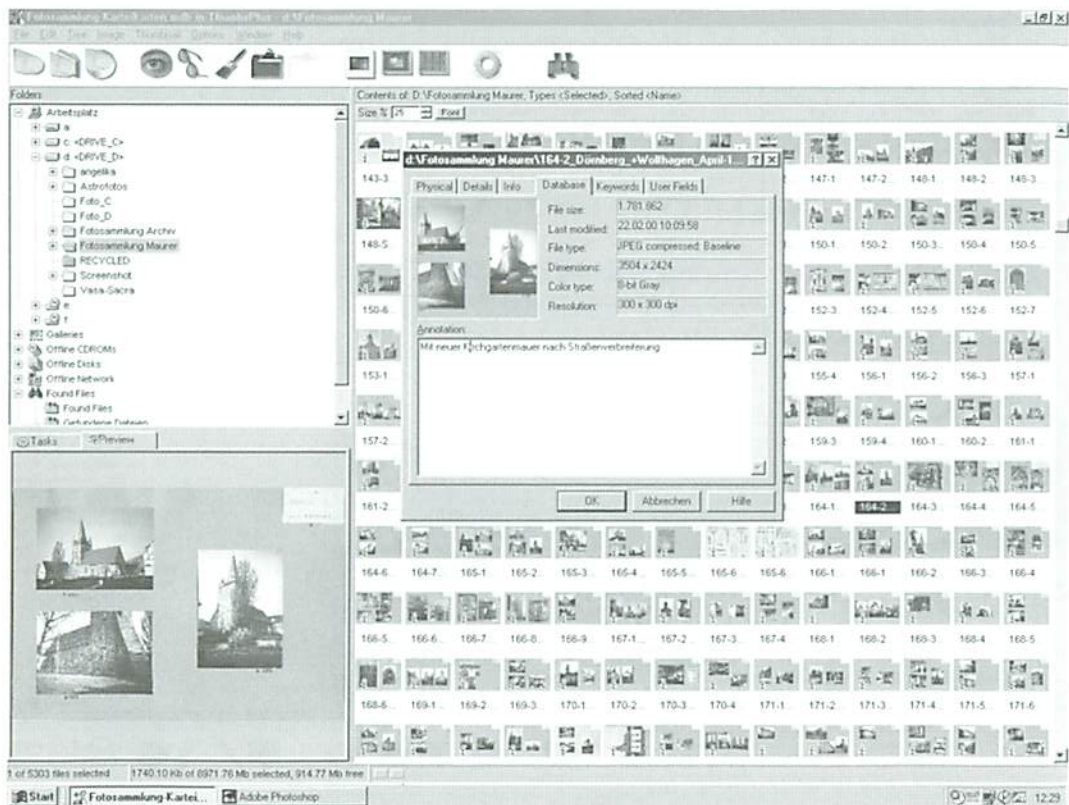 Fotosammlung Karteikarten.mdb in ThumbsPlus - d:\Fotosammlung Maurer
File Edit Tree Image Thumbnail Options Window Help
Folders
Contents of: D:\Fotosammlung Maurer, Types <Selected>, Sorted <Name>
Size % 25 Font
Arbeitsplatz
a
c: <DRIVE_C>
d: <DRIVE_D>
angelika
Astrofotos
Foto_C
Foto_D
Fotosammlung Archiv
Fotosammlung Maurer
RECYCLED
Screenshot
Vasa-Sacra
e
f
Galleries
Offline CDROMs
Offline Disks
Offline Network
Found Files
Found Files
Gefundene Dateien
Tasks Preview
d:\Fotosammlung Maurer\164-2_Dörnberg_+Wolfhagen_April-1...
Physical Details Info Database Keywords User Fields
File size: 1.781.862
Last modified: 22.02.00 10:09:58
File type: JPEG compressed: Baseline
Dimensions: 3504 x 2424
Color type: 8-bit Gray
Resolution: 300 x 300 dpi
Annotation:
Mit neuer Kirchgartenmauer nach Straßenverbreiterung
OK Abbrechen Hilfe
143-3 147-1 147-2... 148-1 148-2 148-3
148-5 150-1 150-2... 150-3... 150-4 150-5
150-6 152-3 152-4 152-5 152-6 152-7
153-1 155-4 156-1 156-2 156-3 157-1
157-2 159-3 159-4 160-1 160-2 161-1
161-2 164-1 164-2... 164-3 164-4 164-5
164-6 164-7 165-1 165-2 165-3 165-4 165-5 165-6 165-6 166-1 166-1 166-2 166-3 166-4
166-5 166-6 166-7 166-8 166-9 167-1 167-2 167-3 167-4 168-1 168-2 168-3 168-4 168-5
168-6 169-1 169-2 169-3 170-1 170-2 170-3 170-4 171-1 171-2 171-3 171-4 171-5 171-6
1 of 5303 files selected 1740.10 Kb of 8971.76 Mb selected, 914.77 Mb free
Start Fotosammlung-Kartei... Adobe Photoshop 12:29